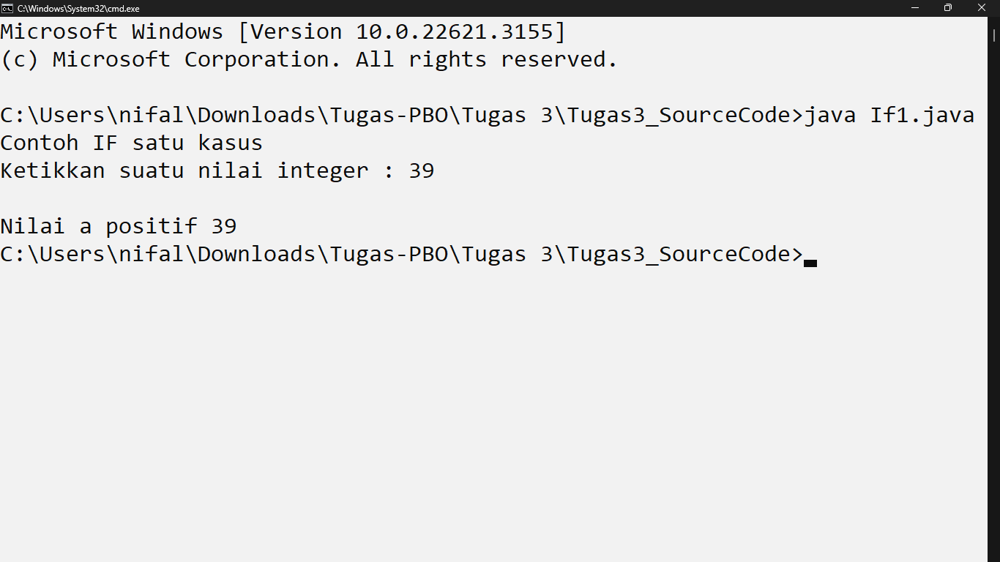 C:\Windows\System32\cmd.exe
Microsoft Windows [Version 10.0.22621.3155]
(c) Microsoft Corporation. All rights reserved.
C:\Users\nifal\Downloads\Tugas-PBO\Tugas 3\Tugas3_SourceCode>java If1.java
Contoh IF satu kasus
Ketikkan suatu nilai integer : 39
Nilai a positif 39
C:\Users\nifal\Downloads\Tugas-PBO\Tugas 3\Tugas3_SourceCode>